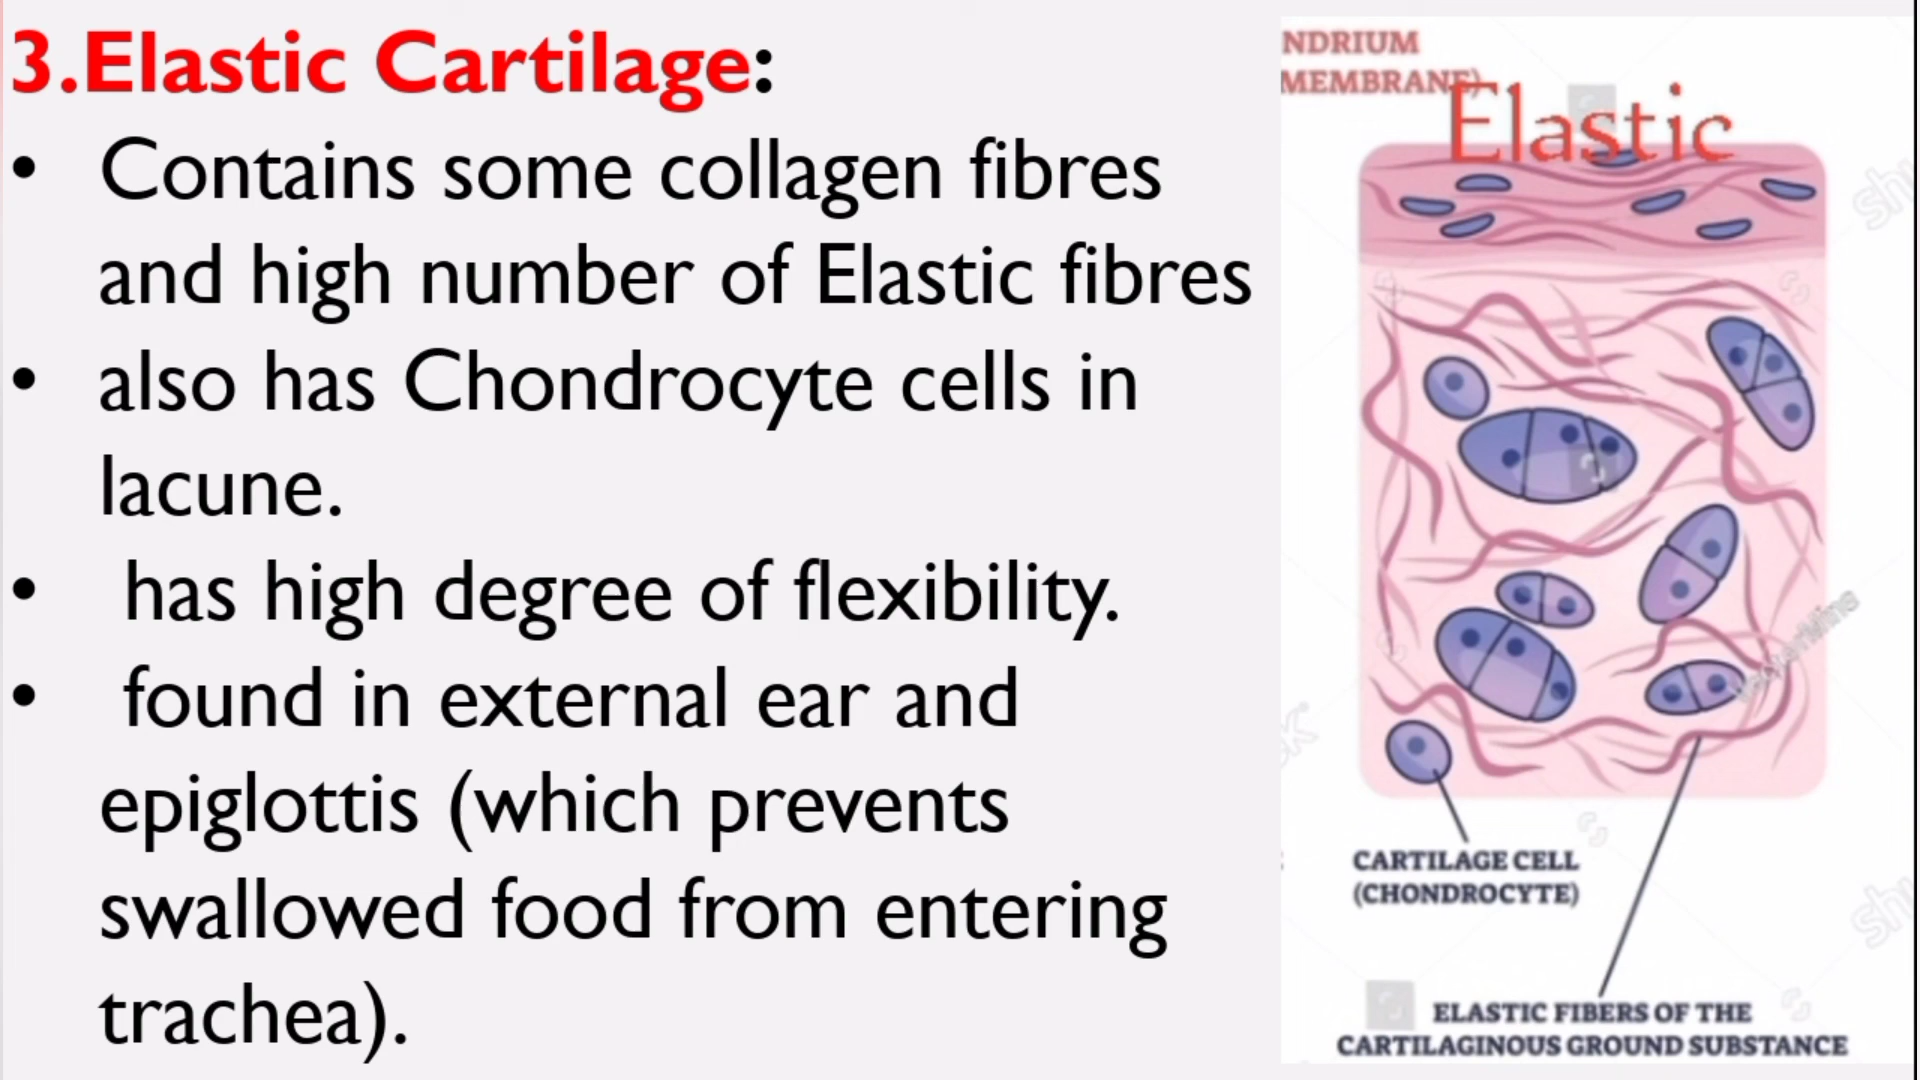 3.Elastic Cartilage:
• Contains some collagen fibres
and high number of Elastic fibres
• also has Chondrocyte cells in
lacune.
• has high degree of flexibility.
• found in external ear and
epiglottis (which prevents
swallowed food from entering
trachea).
NDRIUM
MEMBRANE)
Elastic
CARTILAGE CELL
(CHONDROCYTE)
ELASTIC FIBERS OF THE
CARTILAGINOUS GROUND SUBSTANCE